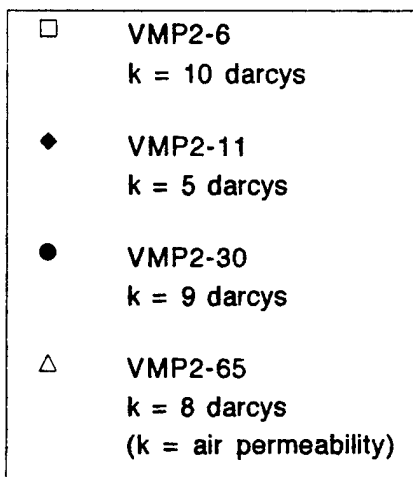 VMP2-6
k = 10 darcys
VMP2-11
k = 5 darcys
VMP2-30
k = 9 darcys
VMP2-65
k = 8 darcys
(k = air permeability)